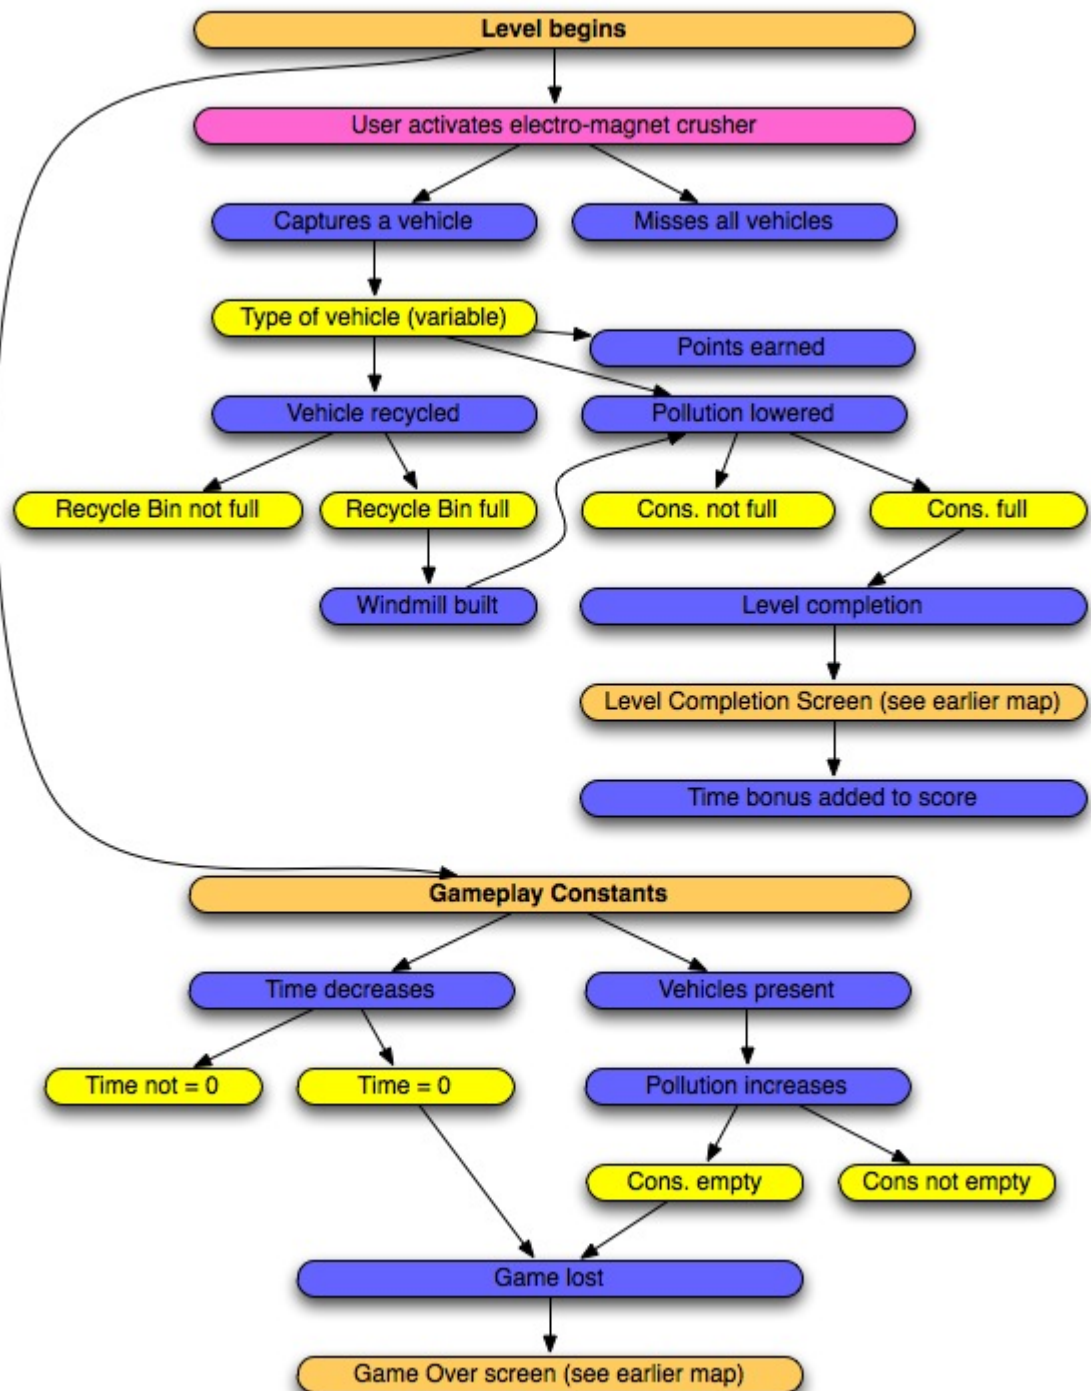 Level begins
User activates electro-magnet crusher
Captures a vehicle
Misses all vehicles
Type of vehicle (variable)
Points earned
Vehicle recycled
Pollution lowered
Recycle Bin not full
Recycle Bin full
Cons. not full
Cons. full
Windmill built
Level completion
Level Completion Screen (see earlier map)
Time bonus added to score
Gameplay Constants
Time decreases
Vehicles present
Time not = 0
Time = 0
Pollution increases
Cons. empty
Cons not empty
Game lost
Game Over screen (see earlier map)